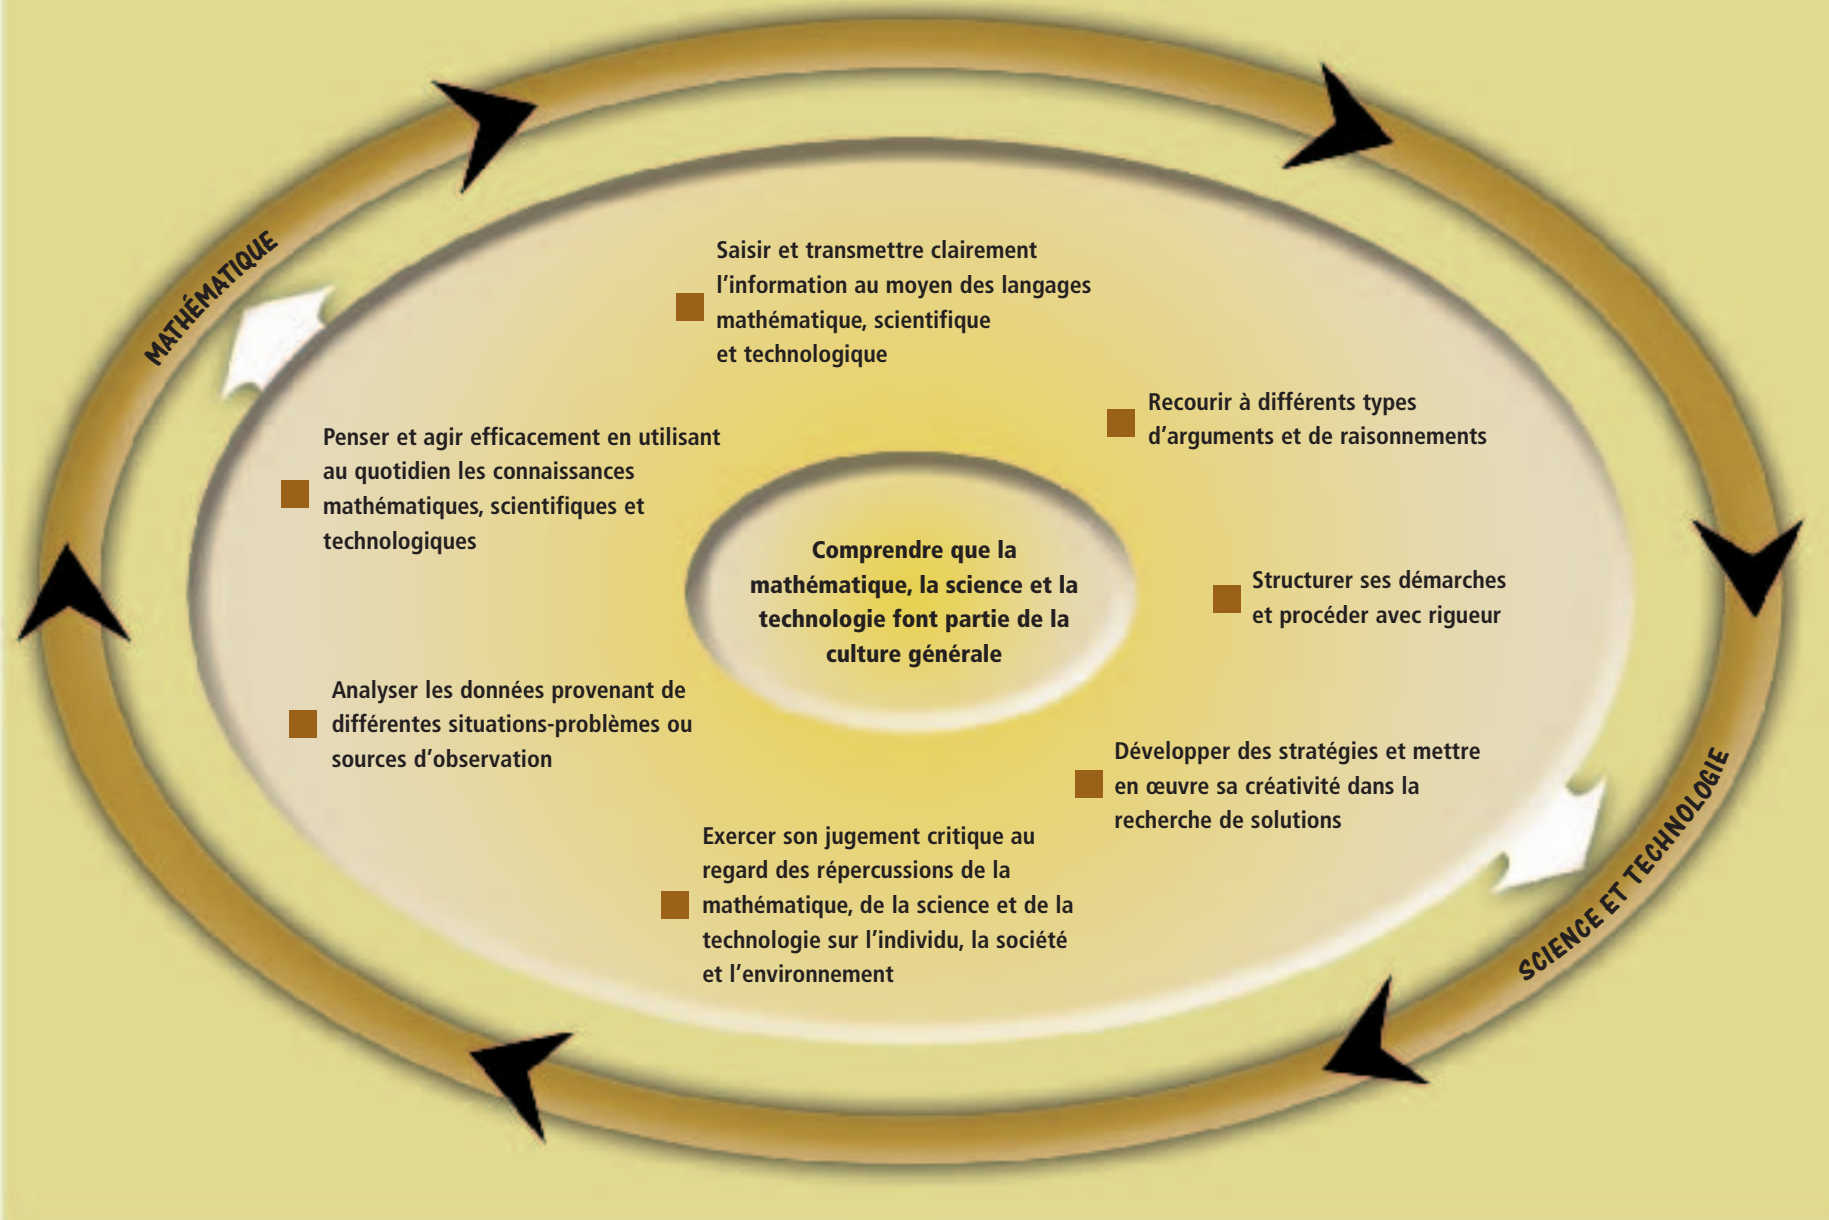 MATHÉMATIQUE
Saisir et transmettre clairement
l’information au moyen des langages
mathématique, scientifique
et technologique
Recourir à différents types
d’arguments et de raisonnements
Penser et agir efficacement en utilisant
au quotidien les connaissances
mathématiques, scientifiques et
technologiques
Comprendre que la
mathématique, la science et la
technologie font partie de la
culture générale
Structurer ses démarches
et procéder avec rigueur
Analyser les données provenant de
différentes situations-problèmes ou
sources d’observation
Développer des stratégies et mettre
en œuvre sa créativité dans la
recherche de solutions
Exercer son jugement critique au
regard des répercussions de la
mathématique, de la science et de la
technologie sur l’individu, la société
et l’environnement
SCIENCE ET TECHNOLOGIE